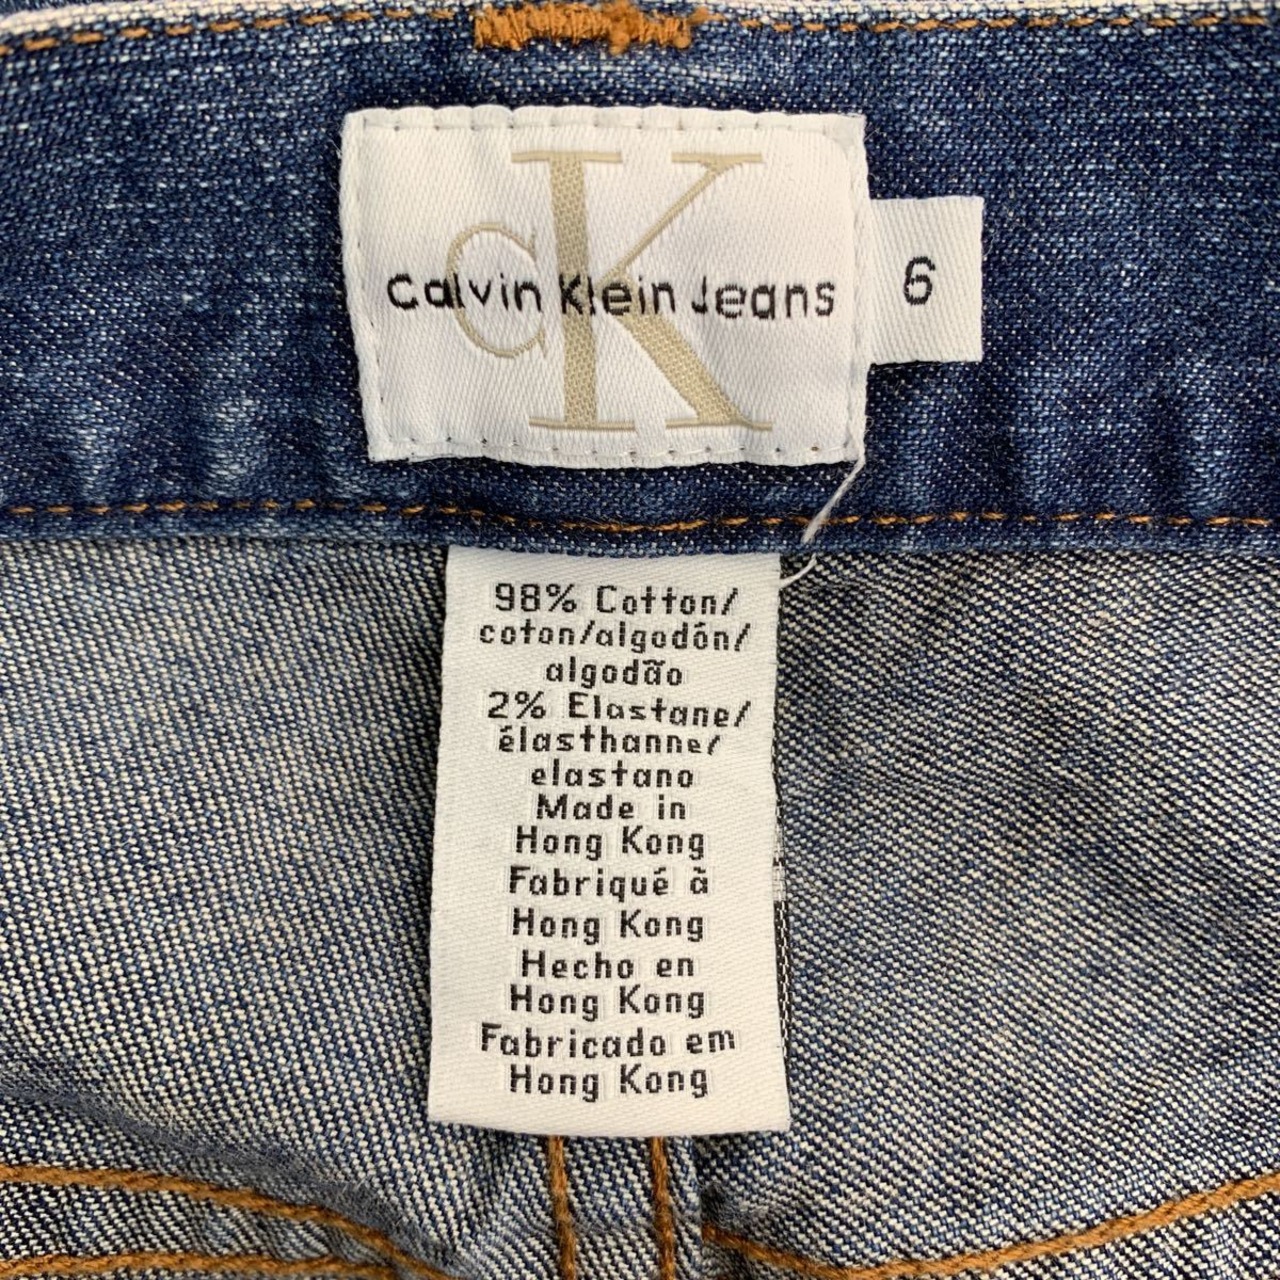 CK
Calvin Klein Jeans
6
98% Cotton/
coton/algodón/
algodão
2% Elastane/
élasthanne/
elastano
Made in
Hong Kong
Fabriqué à
Hong Kong
Hecho en
Hong Kong
Fabricado em
Hong Kong